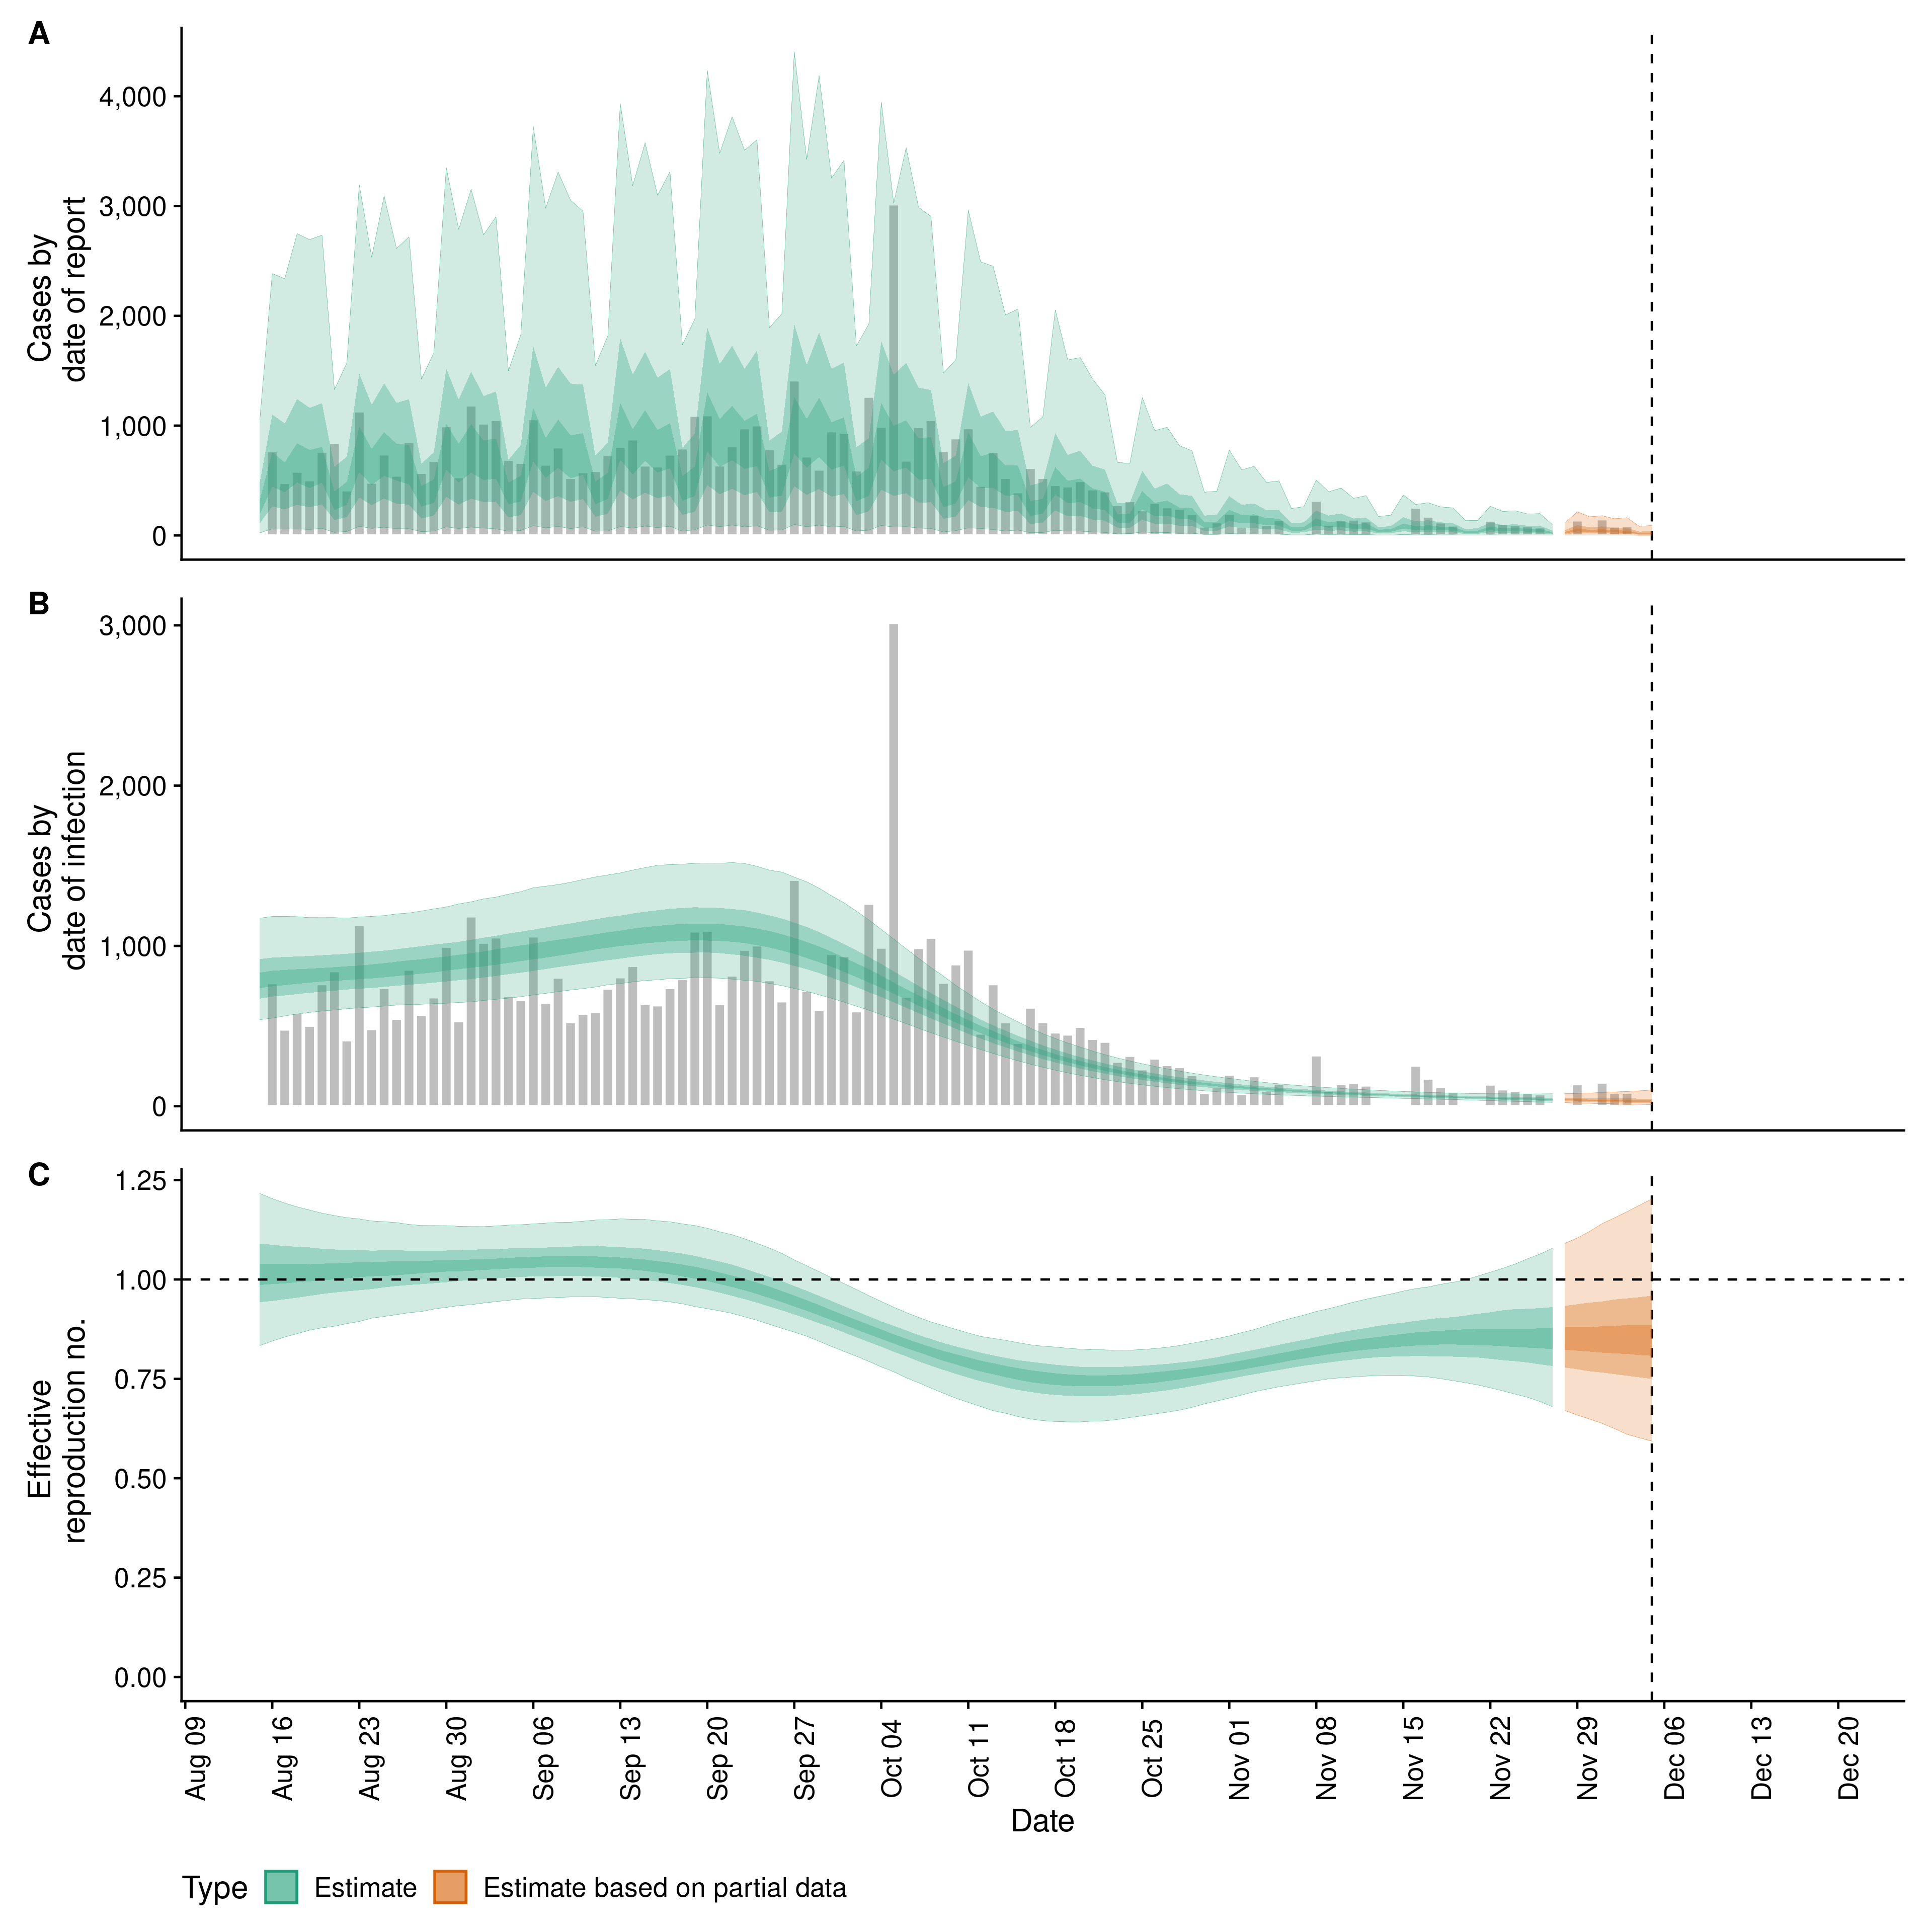 A
Cases by
date of report
4,000
3,000
2,000
1,000
0
B
Cases by
date of infection
3,000
2,000
1,000
0
C
Effective
reproduction no.
1.25
1.00
0.75
0.50
0.25
0.00
Aug 09
Aug 16
Aug 23
Aug 30
Sep 06
Sep 13
Sep 20
Sep 27
Oct 04
Oct 11
Oct 18
Oct 25
Nov 01
Nov 08
Nov 15
Nov 22
Nov 29
Dec 06
Dec 13
Dec 20
Date
Type Estimate Estimate based on partial data